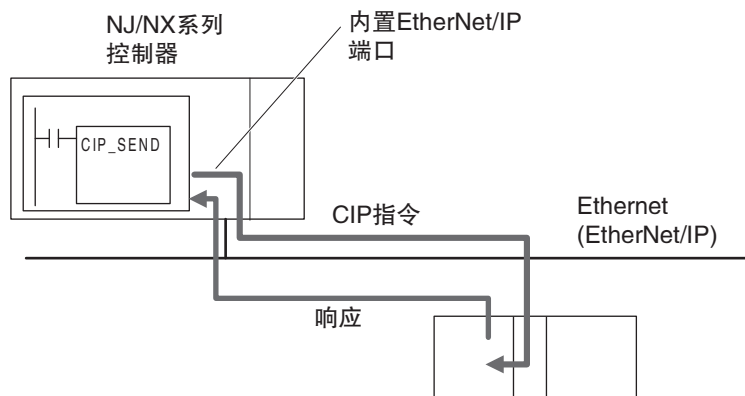 NJ/NX系列
控制器
内置EtherNet/IP
端口
CIP_SEND
CIP指令
Ethernet
(EtherNet/IP)
响应